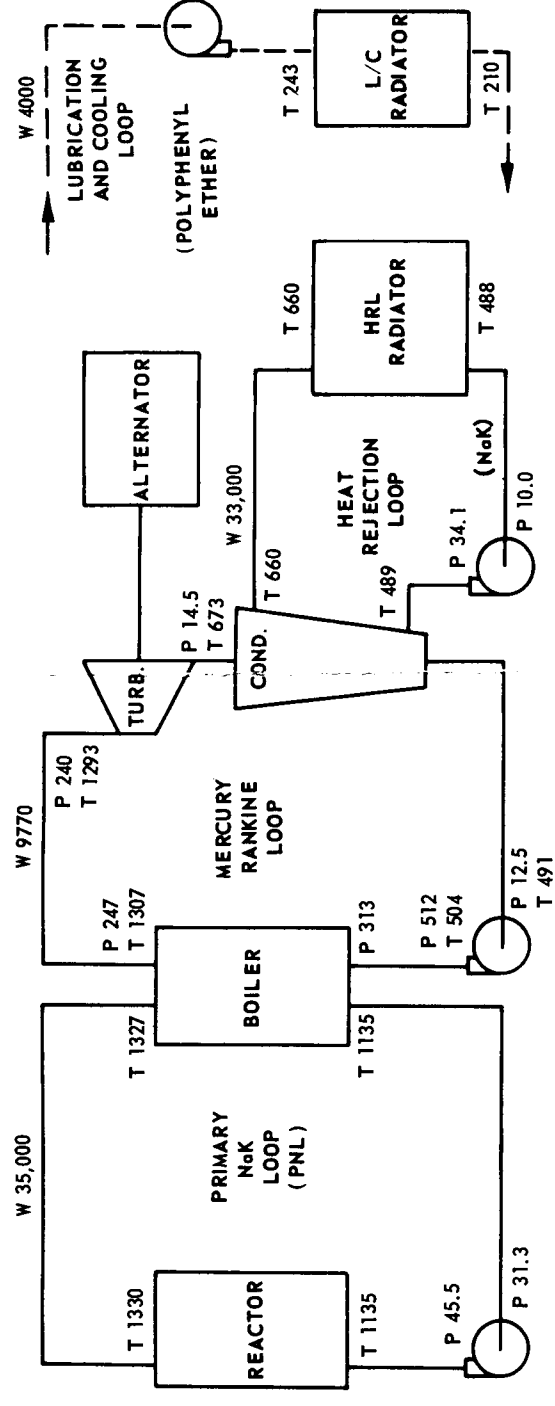 W 35,000
T 1330
REACTOR
T 1135
P 45.5
P 31.3
PRIMARY
NaK
LOOP
(PNL)
T 1327
T 1135
BOILER
P 247
T 1307
P 313
P 512
T 504
P 12.5
T 491
W 9770
P 240
T 1293
MERCURY
RANKINE
LOOP
TURB.
ALTERNATOR
P 14.5
T 673
COND.
T 660
T 489
W 33,000
HEAT
REJECTION
LOOP
P 34.1
P 10.0
(NaK)
T 660
HRL
RADIATOR
T 488
W 4000
LUBRICATION
AND COOLING
LOOP
(POLYPHENYL
ETHER)
T 243
L/C
RADIATOR
T 210